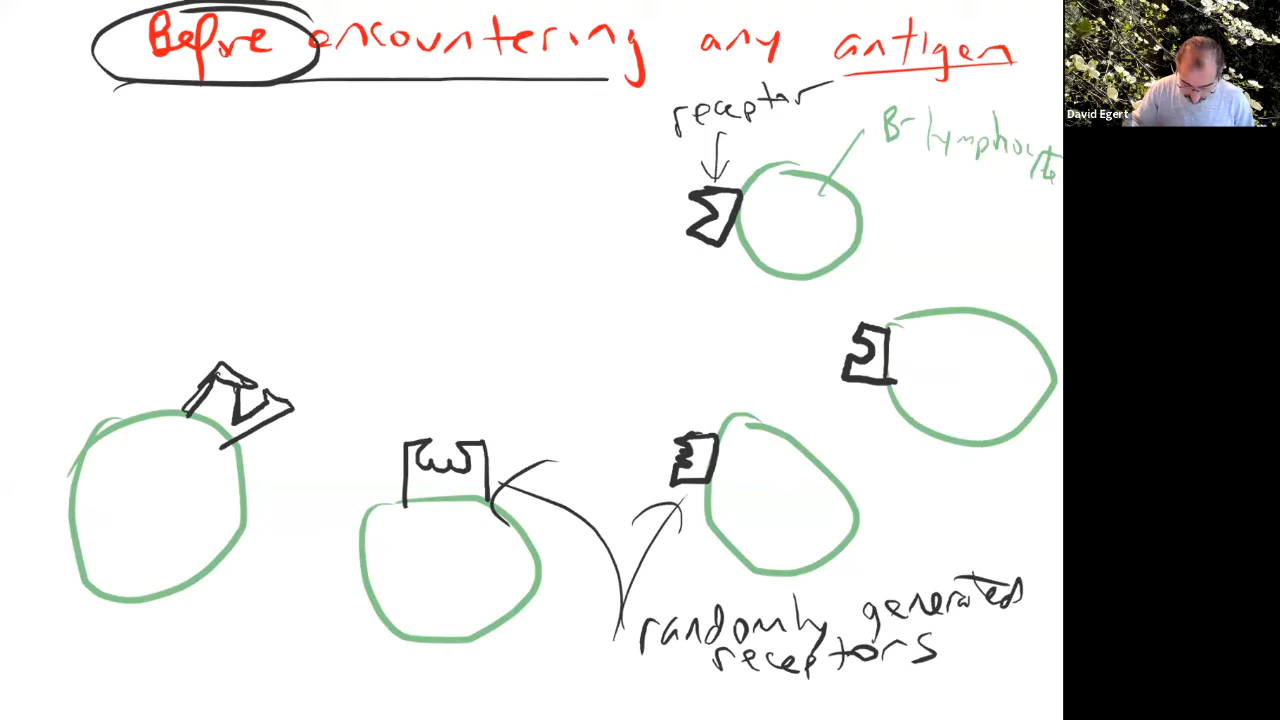 Before encountering any antigen
receptor
B-lymphocyte
David Egert
randomly generated
receptors